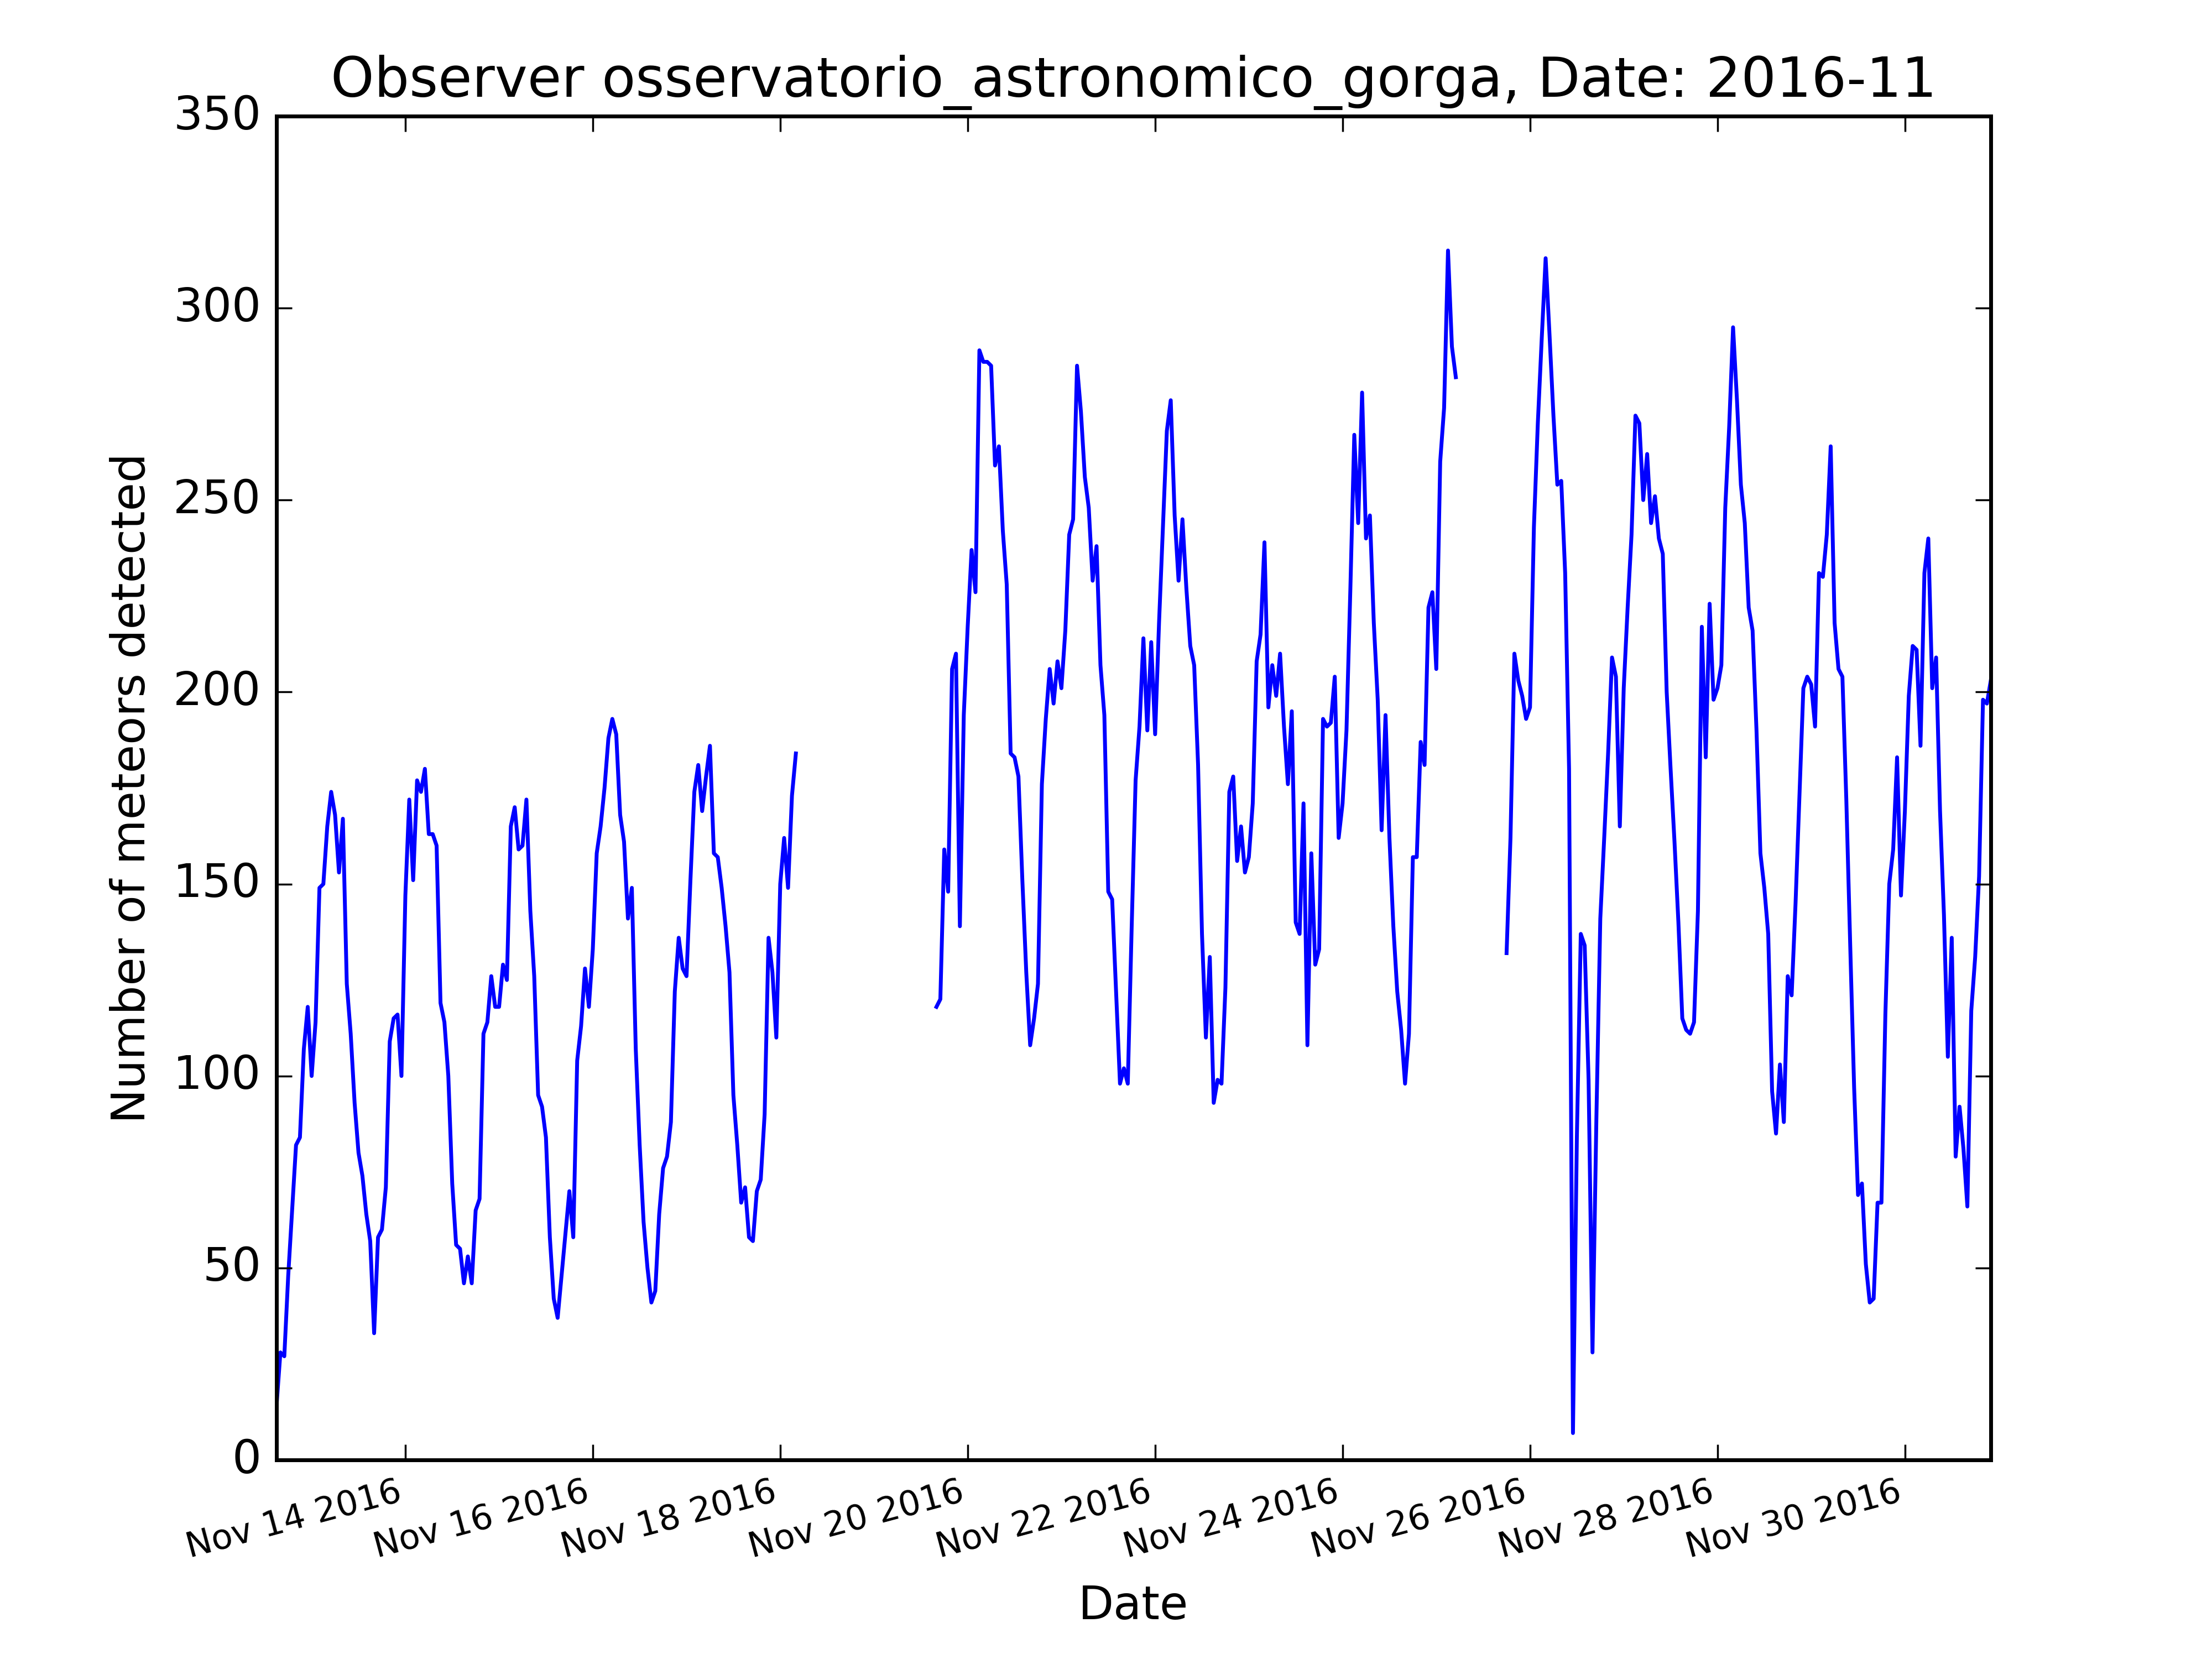 Observer osservatorio_astronomico_gorga, Date: 2016-11
350
300
250
200
150
100
50
0
Number of meteors detected
Nov 14 2016
Nov 16 2016
Nov 18 2016
Nov 20 2016
Nov 22 2016
Nov 24 2016
Nov 26 2016
Nov 28 2016
Nov 30 2016
Date